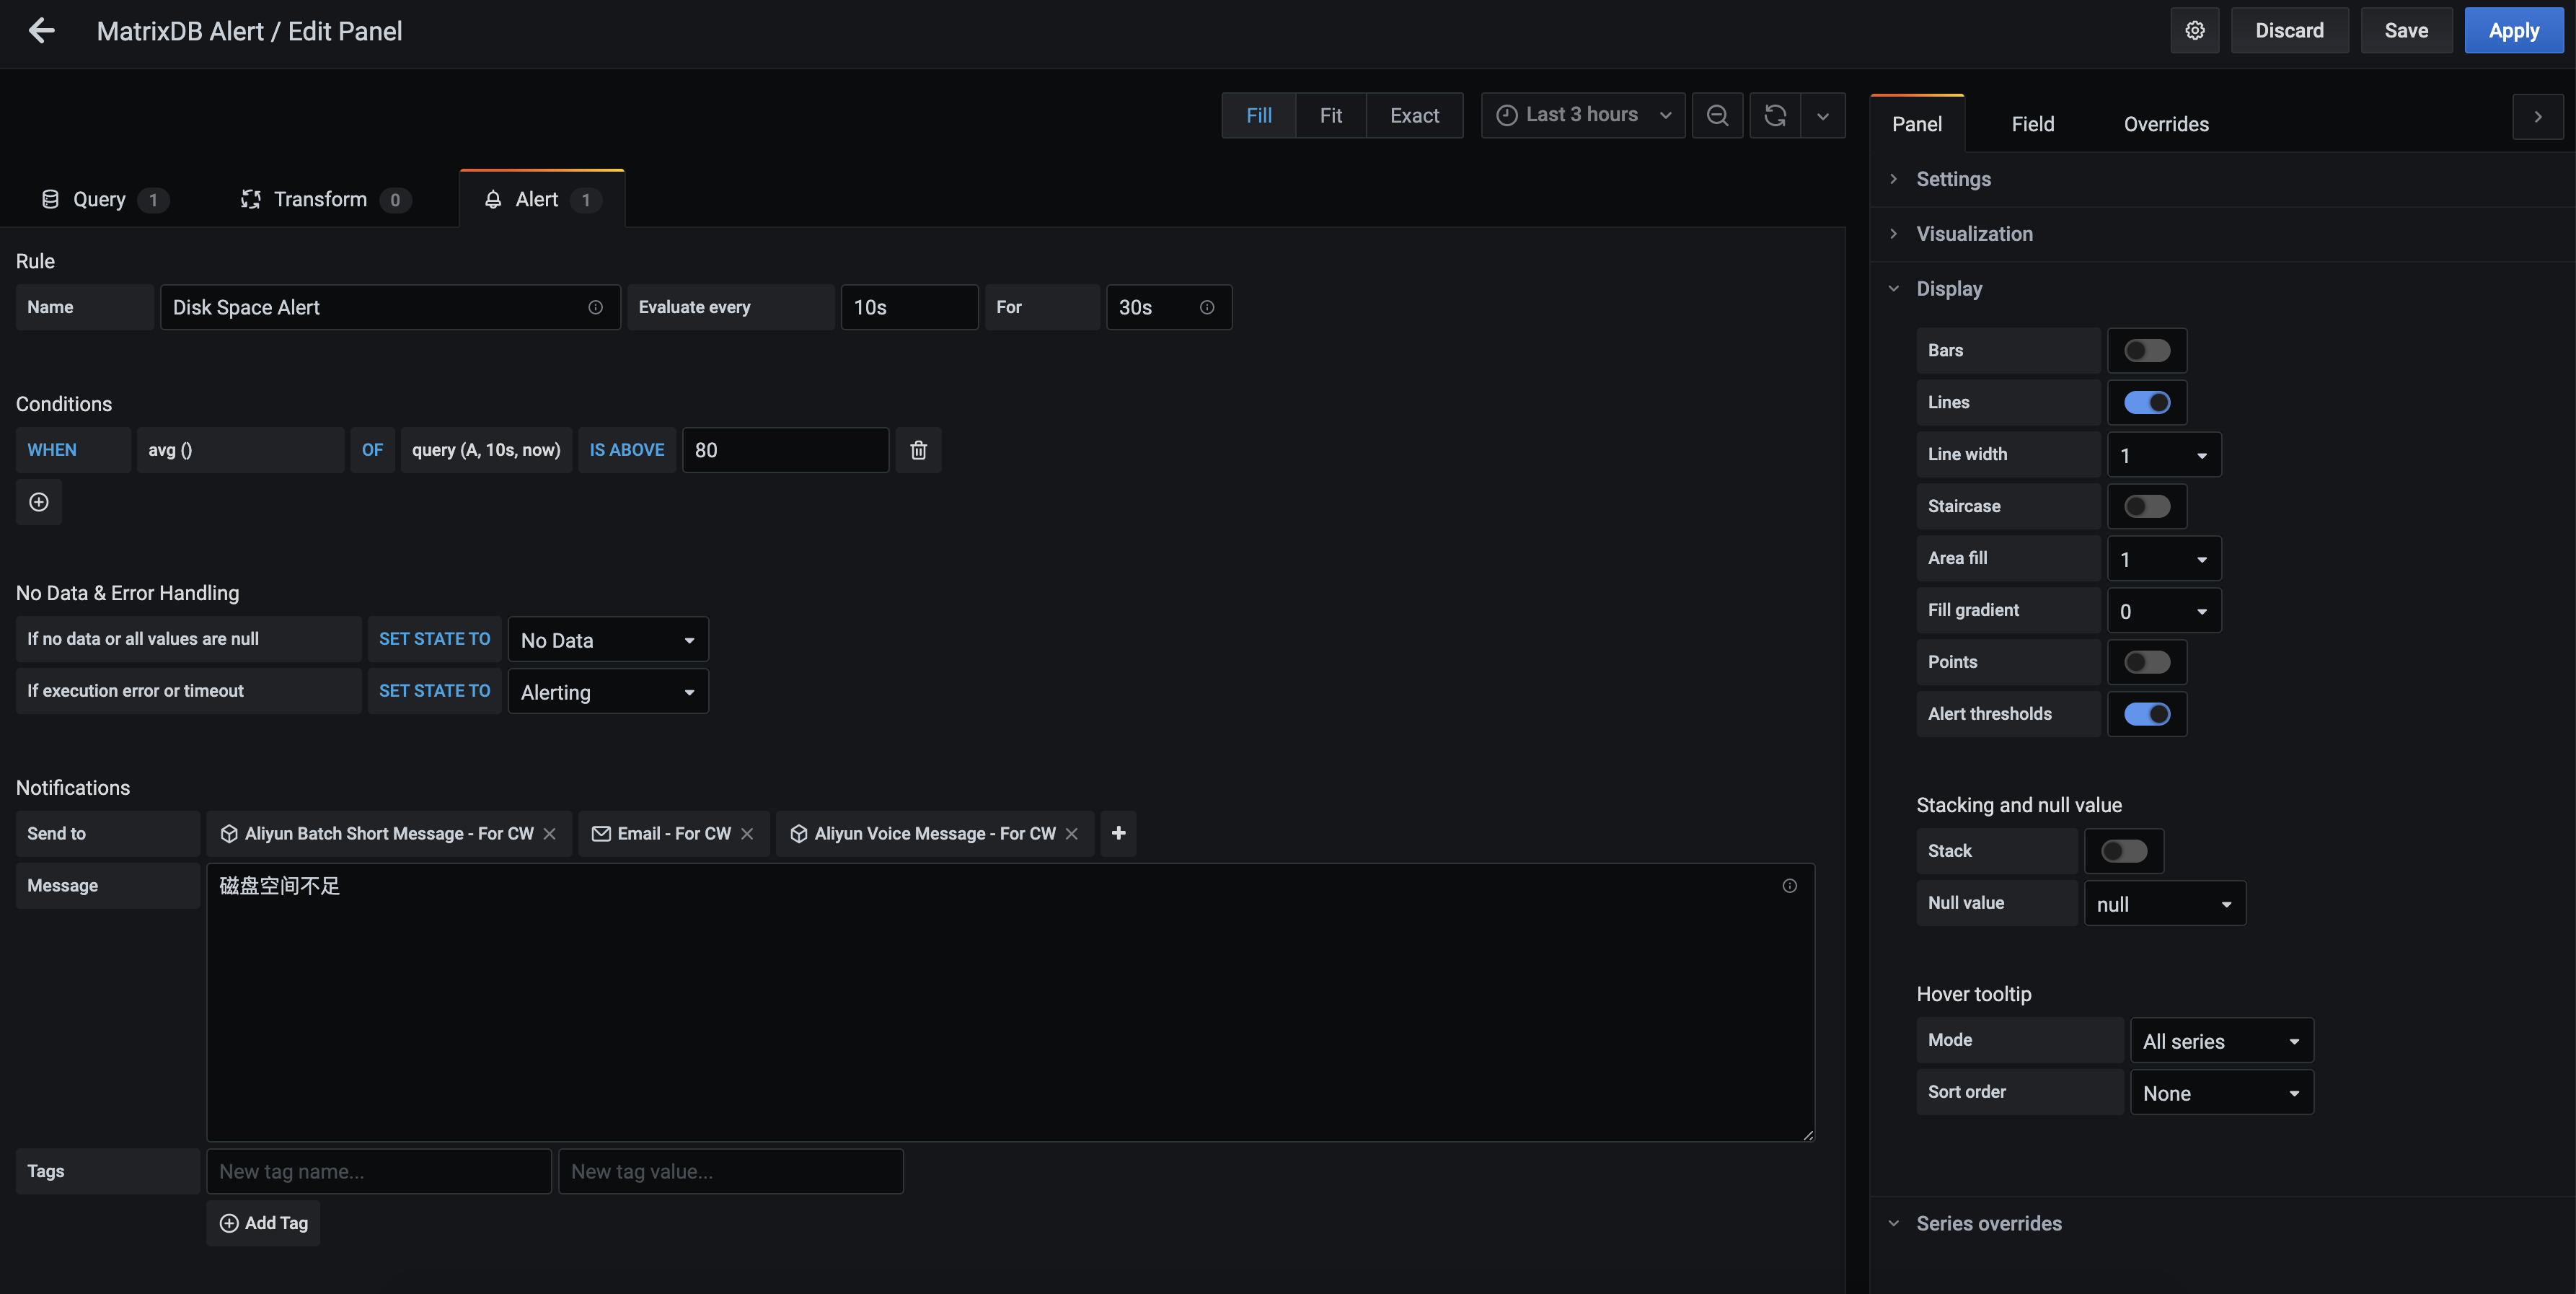 MatrixDB Alert / Edit Panel
Discard
Save
Apply
Fill
Fit
Exact
Last 3 hours
Query 1
Transform 0
Alert 1
Rule
Name
Disk Space Alert
Evaluate every
10s
For
30s
Conditions
WHEN
avg ()
OF
query (A, 10s, now)
IS ABOVE
80
No Data & Error Handling
If no data or all values are null
SET STATE TO
No Data
If execution error or timeout
SET STATE TO
Alerting
Notifications
Send to
Aliyun Batch Short Message - For CW
Email - For CW
Aliyun Voice Message - For CW
Message
磁盘空间不足
Tags
New tag name...
New tag value...
Add Tag
Panel
Field
Overrides
Settings
Visualization
Display
Bars
Lines
Line width
1
Staircase
Area fill
1
Fill gradient
0
Points
Alert thresholds
Stacking and null value
Stack
Null value
null
Hover tooltip
Mode
All series
Sort order
None
Series overrides